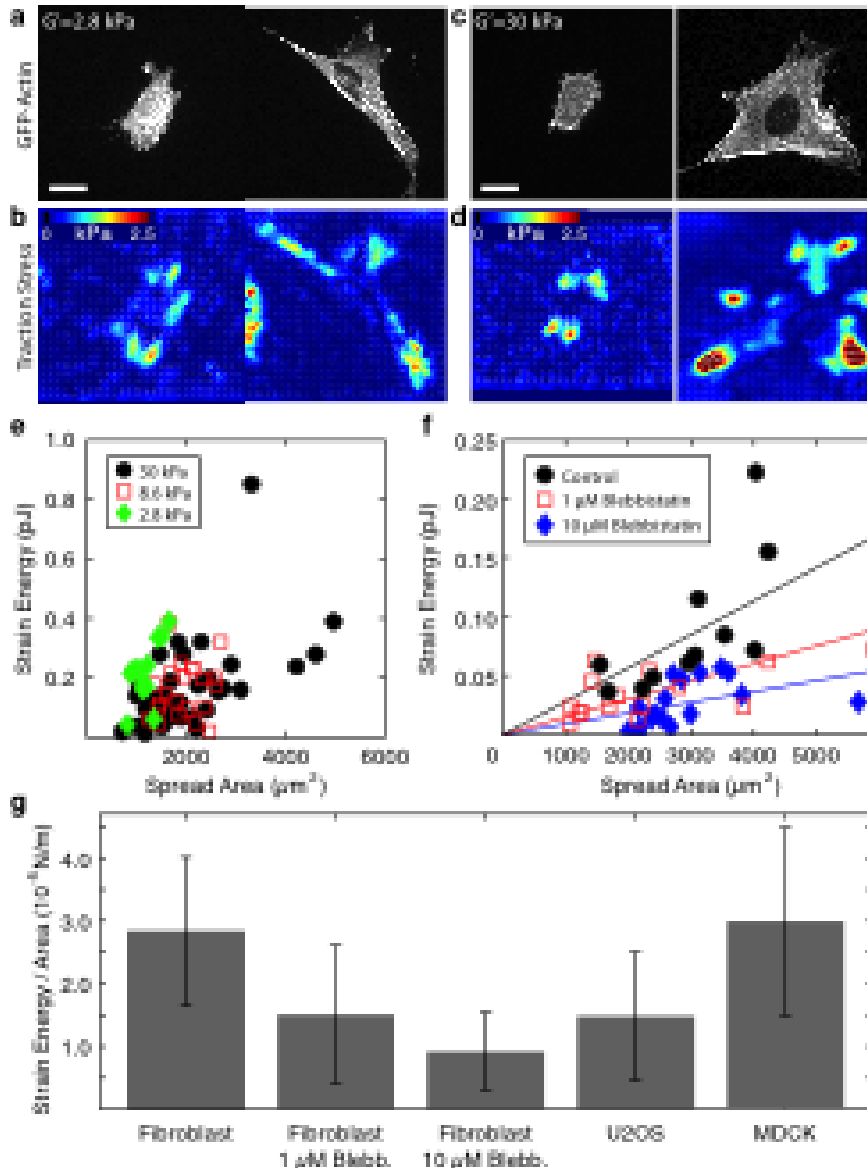 a G'=2.8 kPa
c G'=30 kPa
GFP-Actin
b
0 kPa 2.5
d
0 kPa 2.5
Traction Stress
e
1.0
0.8
0.6
0.4
0.2
Strain Energy (pJ)
30 kPa
8.6 kPa
2.8 kPa
2000 4000 6000
Spread Area (µm²)
f
0.25
0.20
0.15
0.10
0.05
Strain Energy (pJ)
Control
1 µM Blebbistatin
10 µM Blebbistatin
0 1000 2000 3000 4000 5000
Spread Area (µm²)
g
4.0
3.0
2.0
1.0
Strain Energy / Area (10⁻⁵ N/m)
Fibroblast Fibroblast Fibroblast U2OS MDCK
1 µM Blebb. 10 µM Blebb.